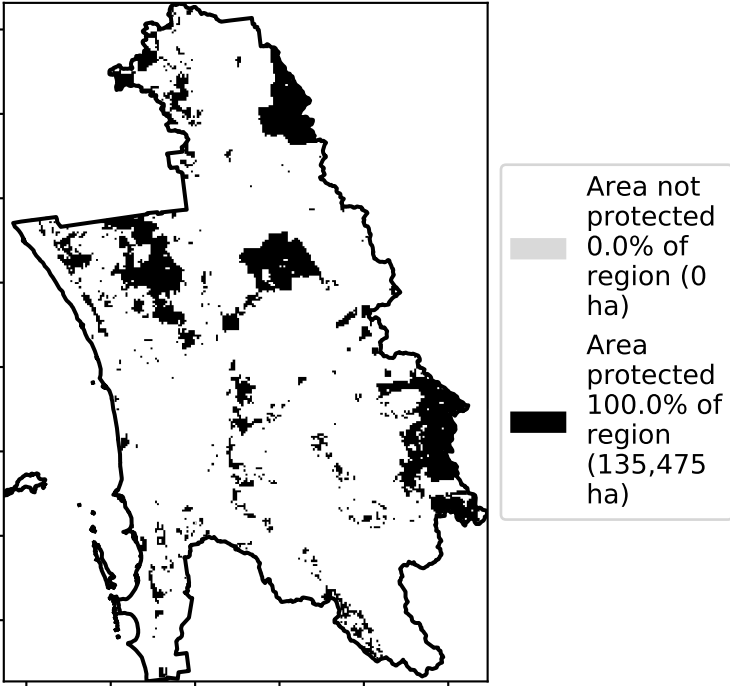 Area not
protected
0.0% of
region (0
ha)
Area
protected
100.0% of
region
(135,475
ha)